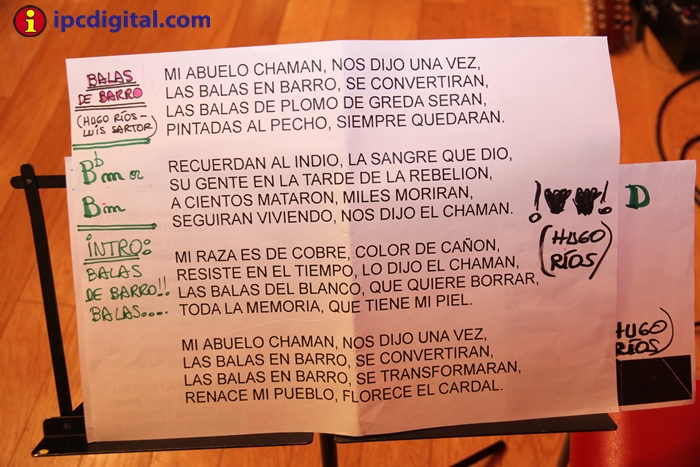 i ipcdigital.com
BALAS
DE BARRO
(HUGO RÍOS-
LUIS SARTOR)
Bbm or
Bm
INTRO:
BALAS
DE BARRO!!
BALAS....
MI ABUELO CHAMAN, NOS DIJO UNA VEZ,
LAS BALAS EN BARRO, SE CONVERTIRAN,
LAS BALAS DE PLOMO DE GREDA SERAN,
PINTADAS AL PECHO, SIEMPRE QUEDARAN.
RECUERDAN AL INDIO, LA SANGRE QUE DIO,
SU GENTE EN LA TARDE DE LA REBELION,
A CIENTOS MATARON, MILES MORIRAN,
SEGUIRAN VIVIENDO, NOS DIJO EL CHAMAN.
MI RAZA ES DE COBRE, COLOR DE CAÑON,
RESISTE EN EL TIEMPO, LO DIJO EL CHAMAN,
LAS BALAS DEL BLANCO, QUE QUIERE BORRAR,
TODA LA MEMORIA, QUE TIENE MI PIEL.
MI ABUELO CHAMAN, NOS DIJO UNA VEZ,
LAS BALAS EN BARRO, SE CONVERTIRAN,
LAS BALAS EN BARRO, SE TRANSFORMARAN,
RENACE MI PUEBLO, FLORECE EL CARDAL.
(HUGO
RÍOS)
D
HUGO
RÍOS)